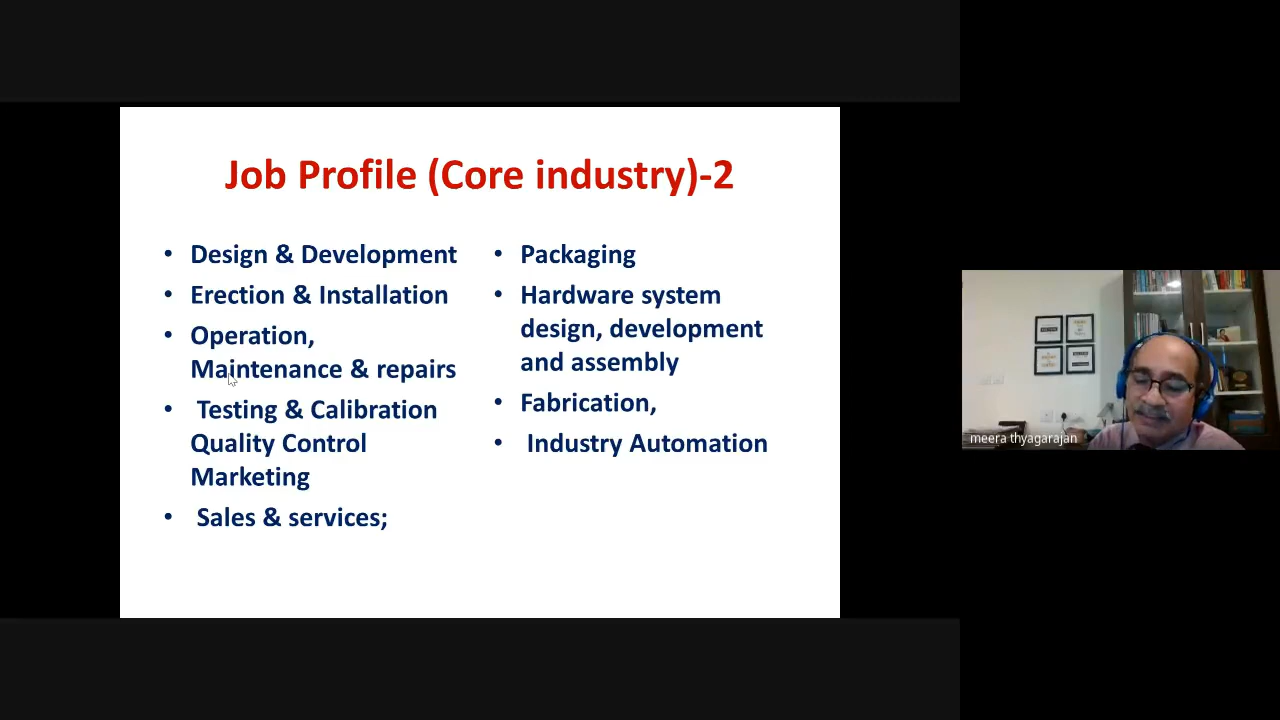 Job Profile (Core industry)-2
• Design & Development
• Erection & Installation
• Operation,
Maintenance & repairs
• Testing & Calibration
Quality Control
Marketing
• Sales & services;
• Packaging
• Hardware system
design, development
and assembly
• Fabrication,
• Industry Automation
meera thyagarajan